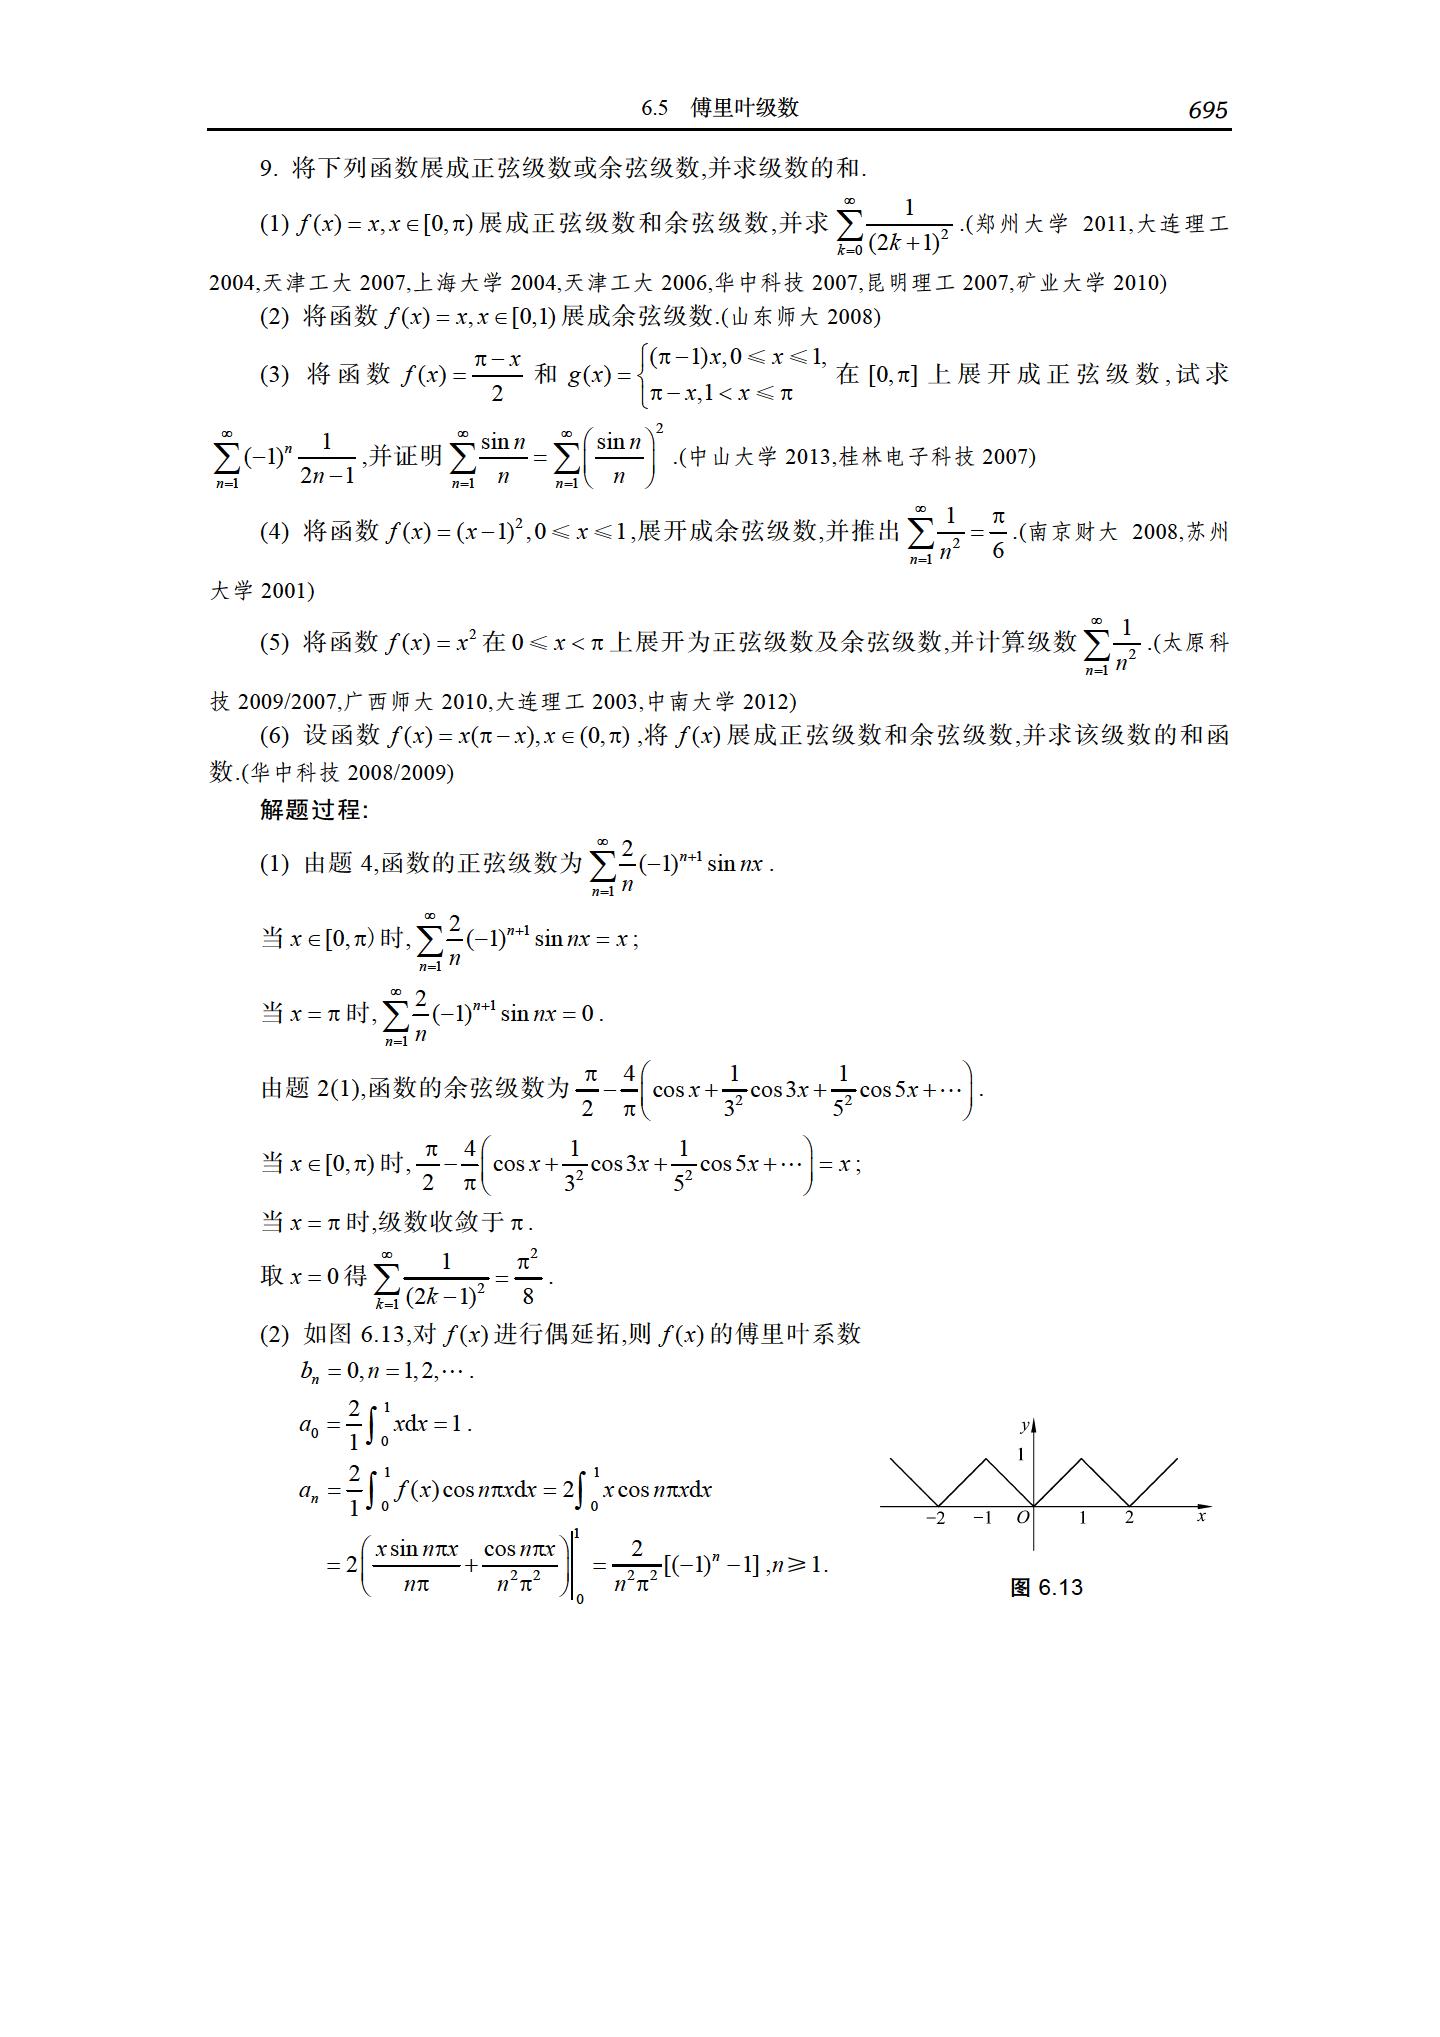 6.5 傅里叶级数 695
9. 将下列函数展成正弦级数或余弦级数,并求级数的和.
(1) $f(x)=x,x\in[0,\pi)$ 展成正弦级数和余弦级数,并求 $\sum_{k=0}^{\infty}\frac{1}{(2k+1)^2}$ .(郑州大学 2011,大连理工
2004,天津工大 2007,上海大学 2004,天津工大 2006,华中科技 2007,昆明理工 2007,矿业大学 2010)
(2) 将函数 $f(x)=x,x\in[0,1)$ 展成余弦级数.(山东师大 2008)
(3) 将函数 $f(x)=\frac{\pi-x}{2}$ 和 $g(x)=\begin{cases}(\pi-1)x,0\leqslant x\leqslant 1,\\ \pi-x,1<x\leqslant\pi\end{cases}$ 在 $[0,\pi]$ 上展开成正弦级数,试求
$\sum_{n=1}^{\infty}(-1)^n\frac{1}{2n-1}$ ,并证明 $\sum_{n=1}^{\infty}\frac{\sin n}{n}=\sum_{n=1}^{\infty}\left(\frac{\sin n}{n}\right)^2$ .(中山大学 2013,桂林电子科技 2007)
(4) 将函数 $f(x)=(x-1)^2,0\leqslant x\leqslant 1$ ,展开成余弦级数,并推出 $\sum_{n=1}^{\infty}\frac{1}{n^2}=\frac{\pi}{6}$ .(南京财大 2008,苏州
大学 2001)
(5) 将函数 $f(x)=x^2$ 在 $0\leqslant x<\pi$ 上展开为正弦级数及余弦级数,并计算级数 $\sum_{n=1}^{\infty}\frac{1}{n^2}$ .(太原科
技 2009/2007,广西师大 2010,大连理工 2003,中南大学 2012)
(6) 设函数 $f(x)=x(\pi-x),x\in(0,\pi)$ ,将 $f(x)$ 展成正弦级数和余弦级数,并求该级数的和函
数.(华中科技 2008/2009)
解题过程:
(1) 由题 4,函数的正弦级数为 $\sum_{n=1}^{\infty}\frac{2}{n}(-1)^{n+1}\sin nx$ .
当 $x\in[0,\pi)$ 时, $\sum_{n=1}^{\infty}\frac{2}{n}(-1)^{n+1}\sin nx=x$ ;
当 $x=\pi$ 时, $\sum_{n=1}^{\infty}\frac{2}{n}(-1)^{n+1}\sin nx=0$ .
由题 2(1),函数的余弦级数为 $\frac{\pi}{2}-\frac{4}{\pi}\left(\cos x+\frac{1}{3^2}\cos 3x+\frac{1}{5^2}\cos 5x+\cdots\right)$ .
当 $x\in[0,\pi)$ 时, $\frac{\pi}{2}-\frac{4}{\pi}\left(\cos x+\frac{1}{3^2}\cos 3x+\frac{1}{5^2}\cos 5x+\cdots\right)=x$ ;
当 $x=\pi$ 时,级数收敛于 $\pi$ .
取 $x=0$ 得 $\sum_{k=1}^{\infty}\frac{1}{(2k-1)^2}=\frac{\pi^2}{8}$ .
(2) 如图 6.13,对 $f(x)$ 进行偶延拓,则 $f(x)$ 的傅里叶系数
$b_n=0,n=1,2,\cdots$ .
$a_0=\frac{2}{1}\int_0^1 x\mathrm{d}x=1$ .
$a_n=\frac{2}{1}\int_0^1 f(x)\cos n\pi x\mathrm{d}x=2\int_0^1 x\cos n\pi x\mathrm{d}x$
$=2\left(\frac{x\sin n\pi x}{n\pi}+\frac{\cos n\pi x}{n^2\pi^2}\right)\Big|_0^1=\frac{2}{n^2\pi^2}[(-1)^n-1],n\geqslant 1.$
y
1
-2 -1 O 1 2 x
图 6.13